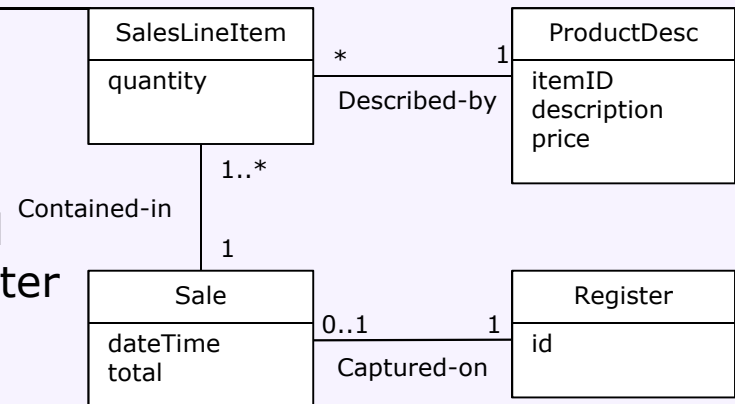 SalesLineItem
quantity
*
1
Described-by
ProductDesc
itemID
description
price
1..*
Contained-in
1
ter
Sale
dateTime
total
0..1
1
Captured-on
Register
id